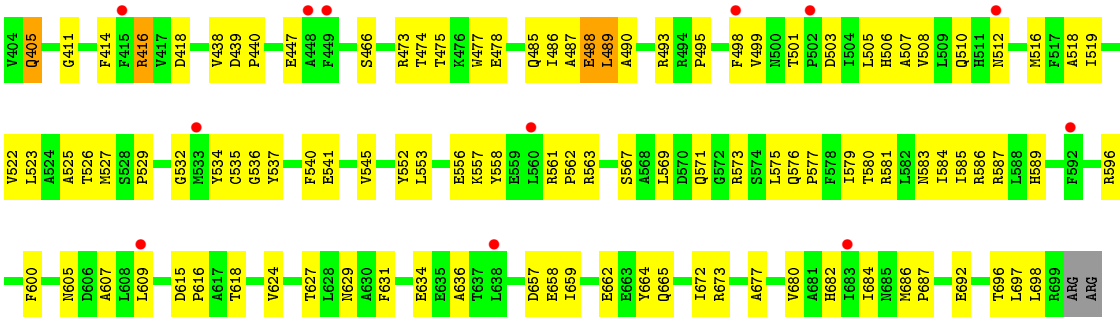 V404 Q405 G411 F414 F415 R416 V417 D418 V438 D439 P440 E447 A448 F449 S466 R473 T474 T475 K476 W477 E478 Q485 I486 A487 E488 L489 A490 R493 R494 P495 F498 V499 N500 T501 P502 D503 I504 L505 H506 A507 V508 L509 Q510 H511 N512 M516 F517 A518 I519
V522 L523 A524 A525 T526 M527 S528 P529 G532 M533 Y534 C535 G536 Y537 F540 E541 V545 Y552 L553 E556 K557 Y558 E559 L560 R561 P562 R563 S567 A568 L569 D570 Q571 G572 R573 S574 L575 Q576 P577 F578 I579 T580 R581 L582 N583 I584 I585 R586 R587 L588 H589 F592 R596
F600 N605 D606 A607 L608 L609 D615 P616 A617 T618 V624 T627 L628 N629 A630 F631 E634 E635 A636 T637 L638 D657 E658 I659 E662 E663 Y664 Q665 I672 R673 A677 V680 A681 H682 I683 I684 N685 M686 P687 E692 T696 L697 L698 R699 ARG ARG